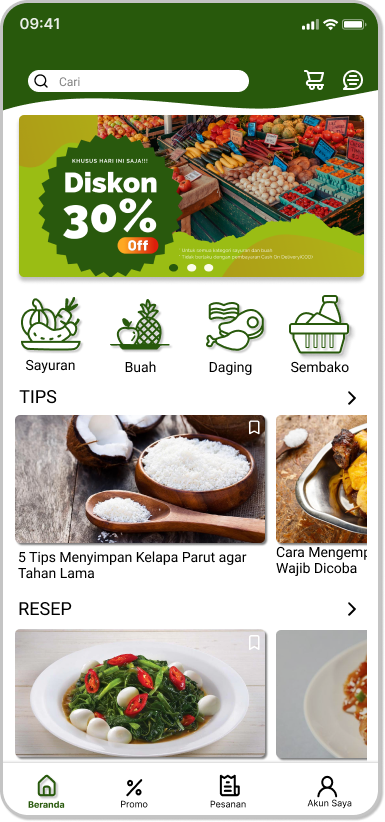 09:41
Cari
KHUSUS HARI INI SAJA!!!
Diskon
30%
Off
* Untuk semua kategori sayuran dan buah
* Tidak berlaku dengan pembayaran Cash On Delivery(COD)
Sayuran
Buah
Daging
Sembako
TIPS
5 Tips Menyimpan Kelapa Parut agar
Tahan Lama
Cara Mengemp
Wajib Dicoba
RESEP
Beranda
Promo
Pesanan
Akun Saya